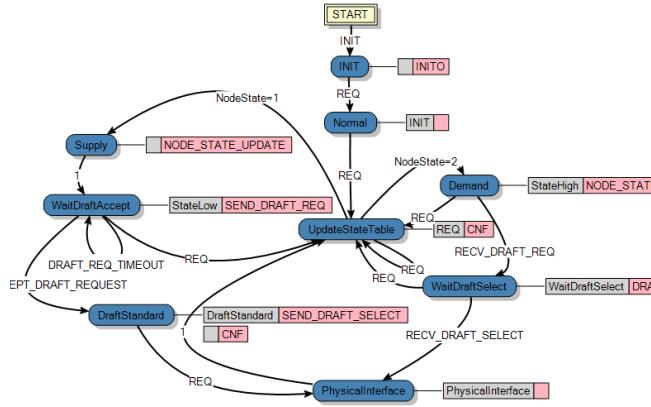 START
INIT
INIT INITO
REQ
NodeState=1
Normal INIT
Supply NODE_STATE_UPDATE
REQ
NodeState=2
1
Demand StateHigh NODE_STAT
WaitDraftAccept StateLow SEND_DRAFT_REQ
REQ
UpdateStateTable REQ CNF
REQ
RECV_DRAFT_REQ
DRAFT_REQ_TIMEOUT
REQ
REQ
EPT_DRAFT_REQUEST
WaitDraftSelect WaitDraftSelect DRA
DraftStandard DraftStandard SEND_DRAFT_SELECT
CNF
1
RECV_DRAFT_SELECT
REQ
PhysicalInterface PhysicalInterface